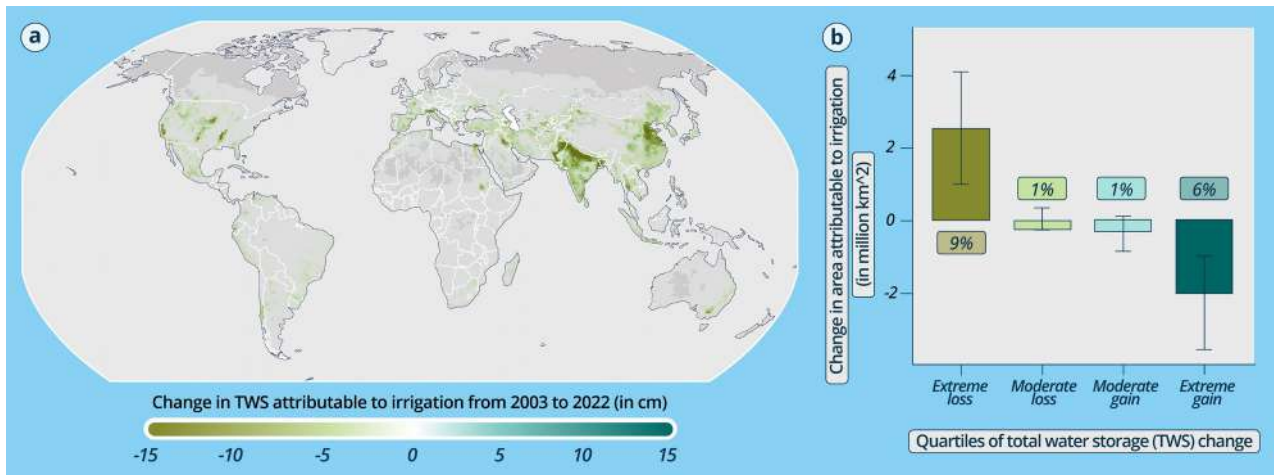 a
Change in TWS attributable to irrigation from 2003 to 2022 (in cm)
-15 -10 -5 0 5 10 15
b
Change in area attributable to irrigation
(in million km^2)
4
2
0
-2
9%
1%
1%
6%
Extreme
loss
Moderate
loss
Moderate
gain
Extreme
gain
Quartiles of total water storage (TWS) change